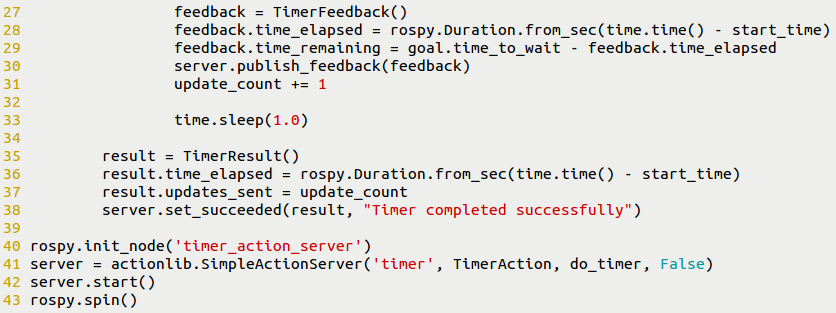 27                 feedback = TimerFeedback()
28                 feedback.time_elapsed = rospy.Duration.from_sec(time.time() - start_time)
29                 feedback.time_remaining = goal.time_to_wait - feedback.time_elapsed
30                 server.publish_feedback(feedback)
31                 update_count += 1
32
33                 time.sleep(1.0)
34
35         result = TimerResult()
36         result.time_elapsed = rospy.Duration.from_sec(time.time() - start_time)
37         result.updates_sent = update_count
38         server.set_succeeded(result, "Timer completed successfully")
39
40 rospy.init_node('timer_action_server')
41 server = actionlib.SimpleActionServer('timer', TimerAction, do_timer, False)
42 server.start()
43 rospy.spin()